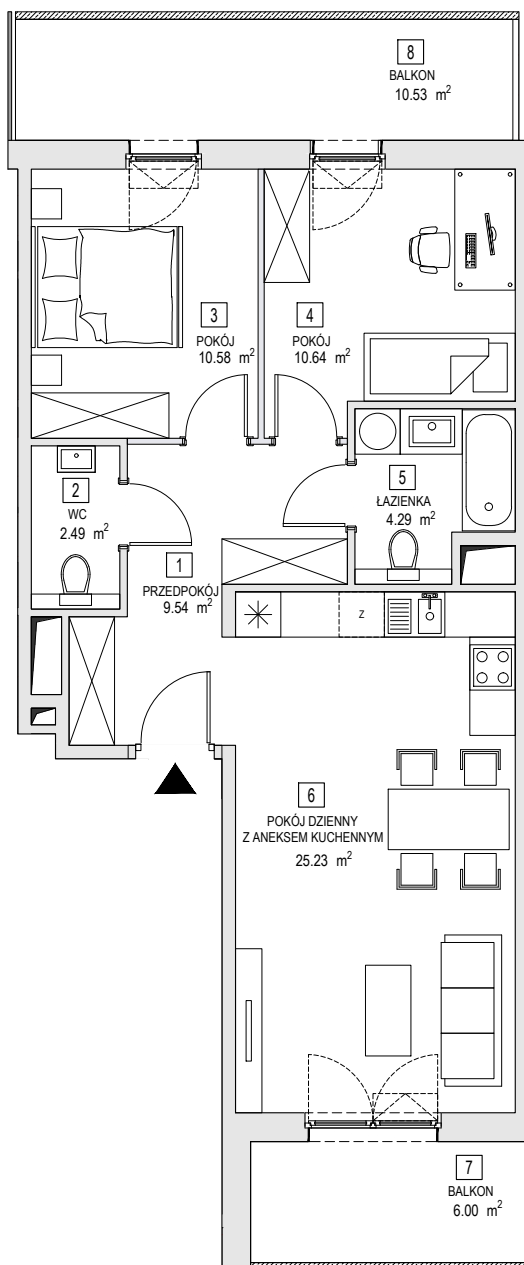 8
BALKON
10.53 m²
3
POKÓJ
10.58 m²
4
POKÓJ
10.64 m²
2
WC
2.49 m²
5
ŁAZIENKA
4.29 m²
1
PRZEDPOKÓJ
9.54 m²
z
6
POKÓJ DZIENNY
Z ANEKSEM KUCHENNYM
25.23 m²
7
BALKON
6.00 m²